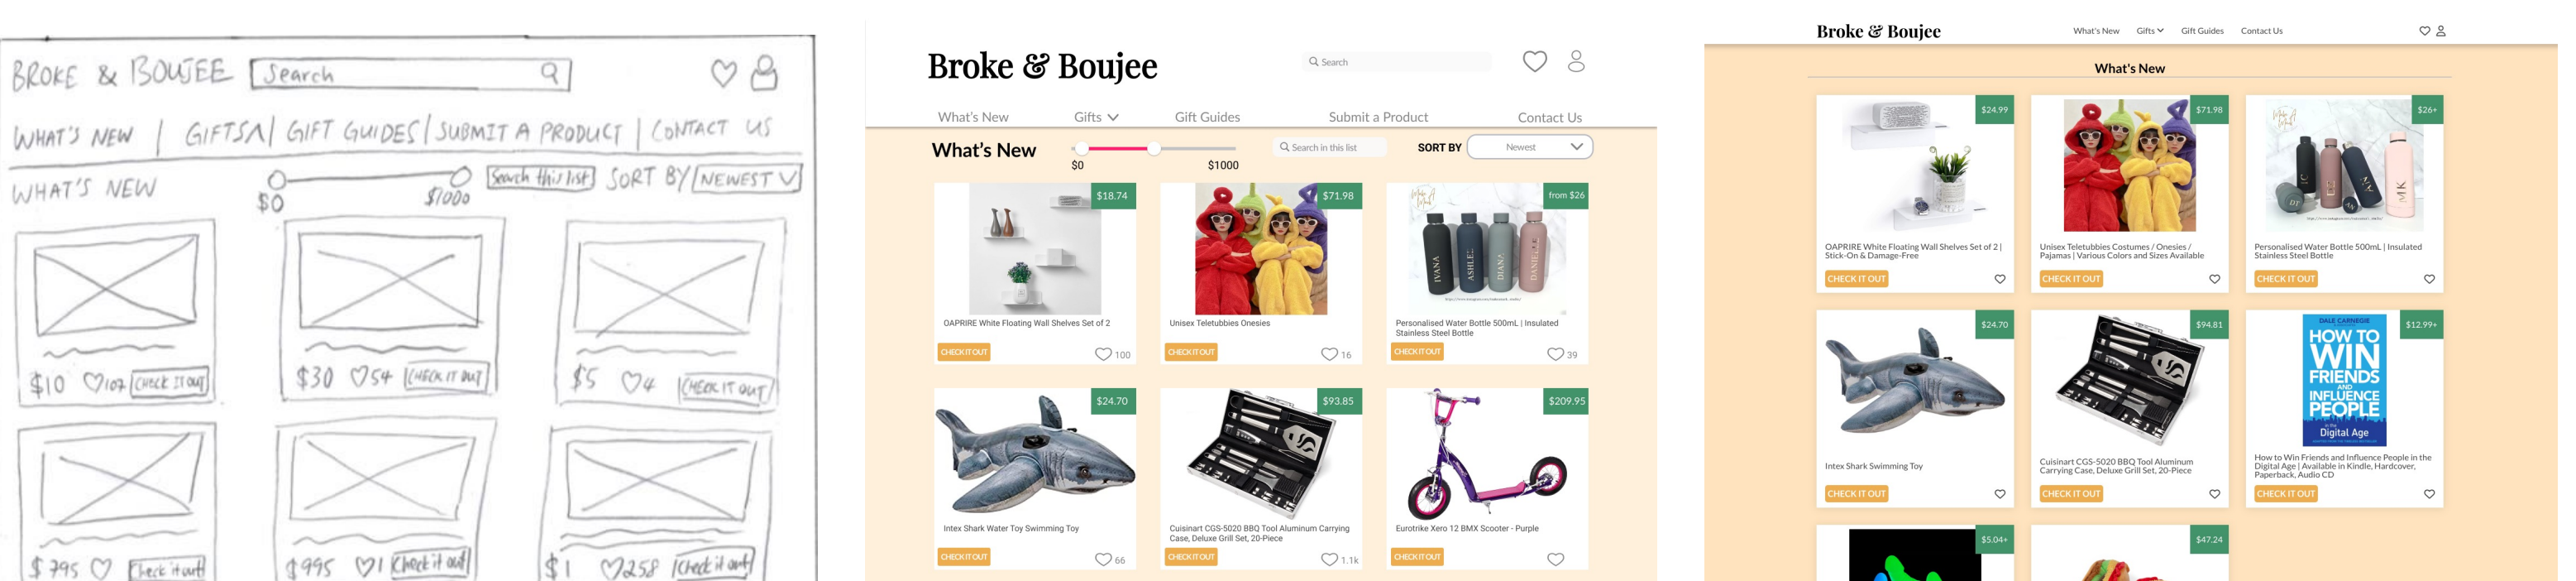 BROKE & BOUJEE Search
WHAT'S NEW | GIFTS | GIFT GUIDES | SUBMIT A PRODUCT | CONTACT US
WHAT'S NEW Search this list SORT BY NEWEST
$0 $1000
$10 107 CHECK IT OUT $30 54 CHECK IT OUT $5 4 CHECK IT OUT
$795 Check it out $995 1 Check it out $1 258 Check it out
Broke & Boujee Search
What's New Gifts Gift Guides Submit a Product Contact Us
What's New Search in this list SORT BY Newest
$0 $1000
$18.74 $71.98 from $26
IVANA ASHLEE DIANA DANIELLE
OAPRIRE White Floating Wall Shelves Set of 2
Unisex Teletubbies Onesies
Personalised Water Bottle 500mL | Insulated
Stainless Steel Bottle
CHECK IT OUT 100 CHECK IT OUT 16 CHECK IT OUT 39
$24.70 $93.85 $209.95
Intex Shark Water Toy Swimming Toy
Cuisinart CGS-5020 BBQ Tool Aluminum Carrying
Case, Deluxe Grill Set, 20-Piece
Eurotrike Xero 12 BMX Scooter - Purple
CHECK IT OUT 66 CHECK IT OUT 1.1k CHECK IT OUT
Broke & Boujee What's New Gifts Gift Guides Contact Us
What's New
$24.99 $71.98 $26+
MK
OAPRIRE White Floating Wall Shelves Set of 2 |
Stick-On & Damage-Free
Unisex Teletubbies Costumes / Onesies /
Pajamas | Various Colors and Sizes Available
Personalised Water Bottle 500mL | Insulated
Stainless Steel Bottle
CHECK IT OUT CHECK IT OUT CHECK IT OUT
$24.70 $94.81 $12.99+
DALE CARNEGIE
HOW TO
WIN
FRIENDS
AND
INFLUENCE
PEOPLE
in the
Digital Age
Intex Shark Swimming Toy
Cuisinart CGS-5020 BBQ Tool Aluminum
Carrying Case, Deluxe Grill Set, 20-Piece
How to Win Friends and Influence People in the
Digital Age | Available in Kindle, Hardcover,
Paperback, Audio CD
CHECK IT OUT CHECK IT OUT CHECK IT OUT
$5.04+ $47.24